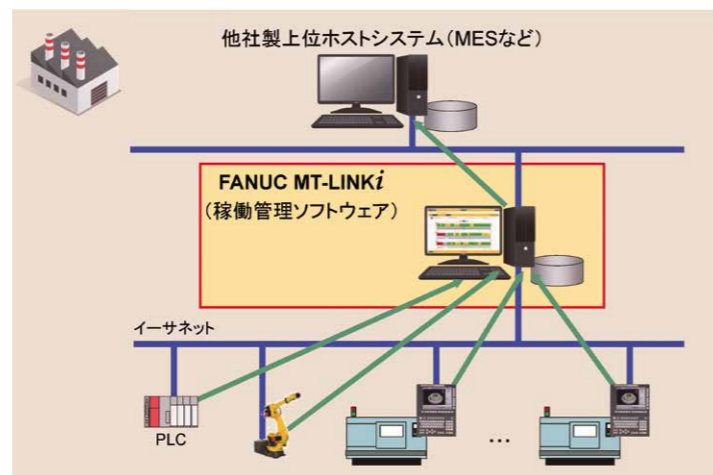 他社製上位ホストシステム(MESなど)
FANUC MT-LINKi
(稼働管理ソフトウェア)
イーサネット
PLC
...